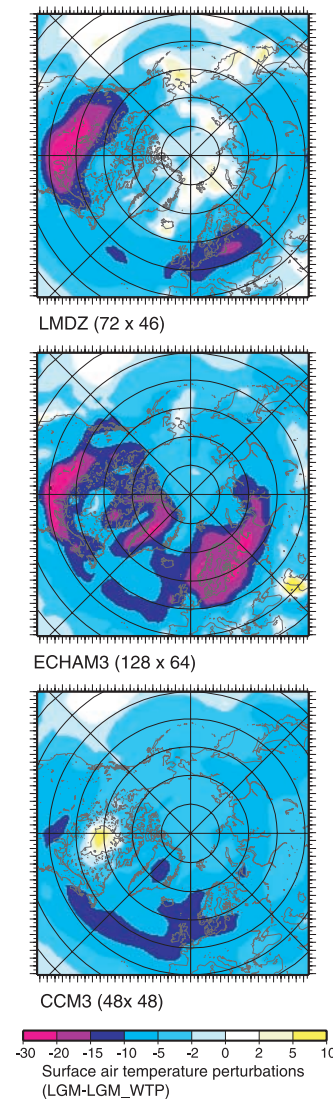 LMDZ (72 x 46)
ECHAM3 (128 x 64)
CCM3 (48x 48)
-30 -20 -15 -10 -5 -2 0 2 5 10
Surface air temperature perturbations
(LGM-LGM_WTP)